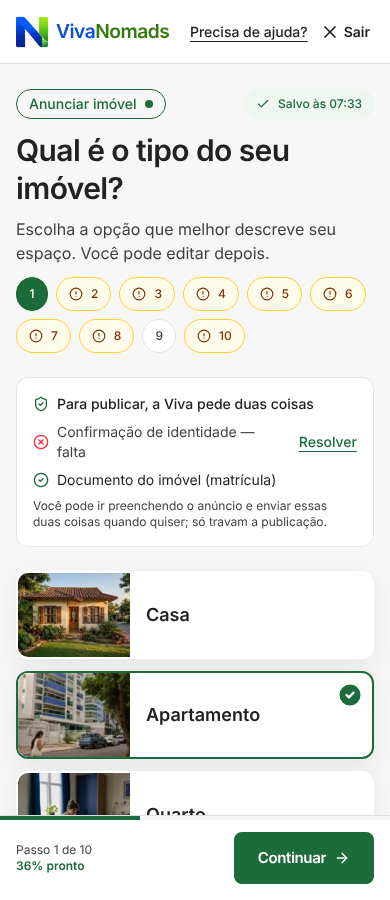 VivaNomads
Precisa de ajuda?
Sair
Anunciar imóvel
Salvo às 07:33
Qual é o tipo do seu
imóvel?
Escolha a opção que melhor descreve seu
espaço. Você pode editar depois.
1 2 3 4 5 6
7 8 9 10
Para publicar, a Viva pede duas coisas
Confirmação de identidade —
falta
Resolver
Documento do imóvel (matrícula)
Você pode ir preenchendo o anúncio e enviar essas
duas coisas quando quiser; só travam a publicação.
Casa
Apartamento
Quarto
Passo 1 de 10
36% pronto
Continuar